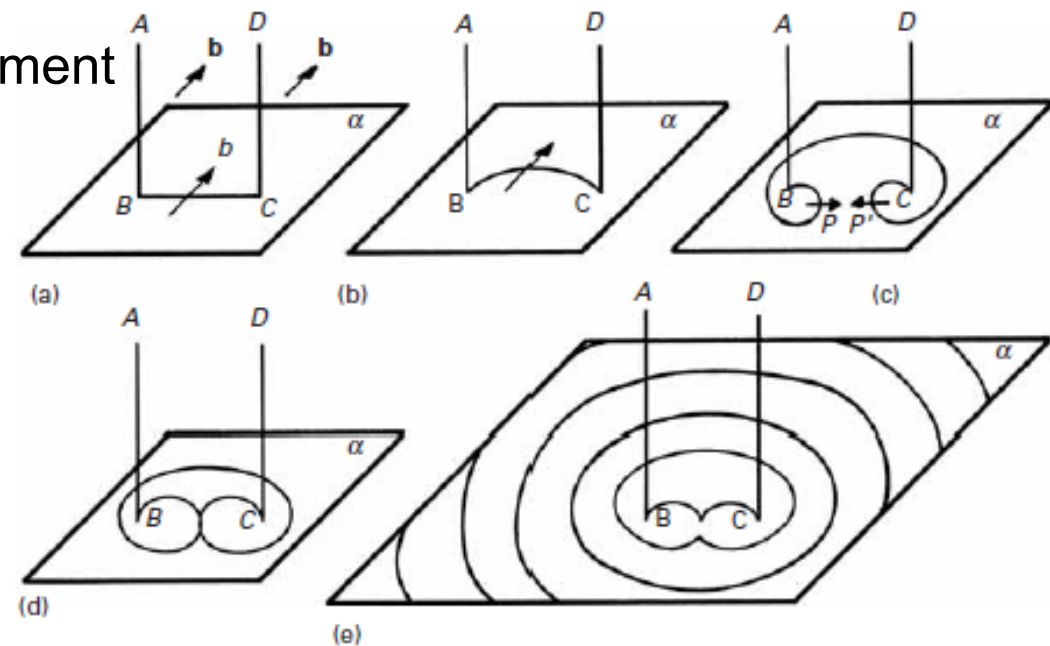 A D b b A D A D
ment
α α α
b
B C B C B C
P P'
(a) (b) (c)
A D A D
α α
B C B C
(d) (e)